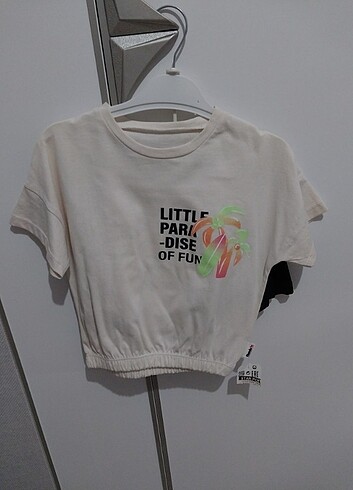 LITTLE
PARA
-DISE
OF FUN